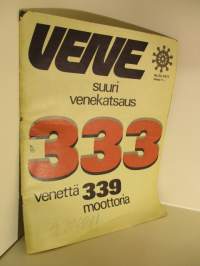 VENE
suuri
venekatsaus
333
venettä 339
moottoria